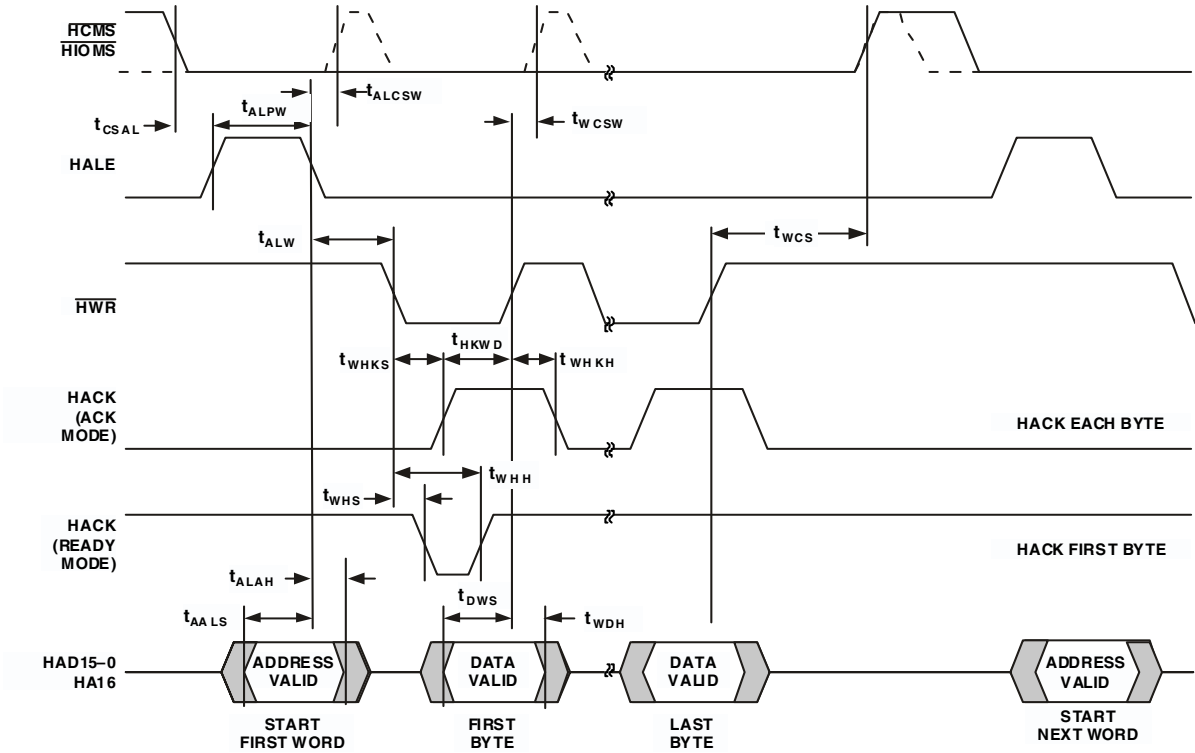 HCMS
HIOMS
tALCSW
tALPW
tCSAL
tWCSW
HALE
tALW
tWCS
HWR
tHKWD
tWHKS
tWHKH
HACK
(ACK
MODE)
HACK EACH BYTE
tWHH
tWHS
HACK
(READY
MODE)
HACK FIRST BYTE
tALAH
tDWS
tAALS
tWDH
HAD15–0
HA16
ADDRESS
VALID
DATA
VALID
DATA
VALID
ADDRESS
VALID
START
FIRST WORD
FIRST
BYTE
LAST
BYTE
START
NEXT WORD